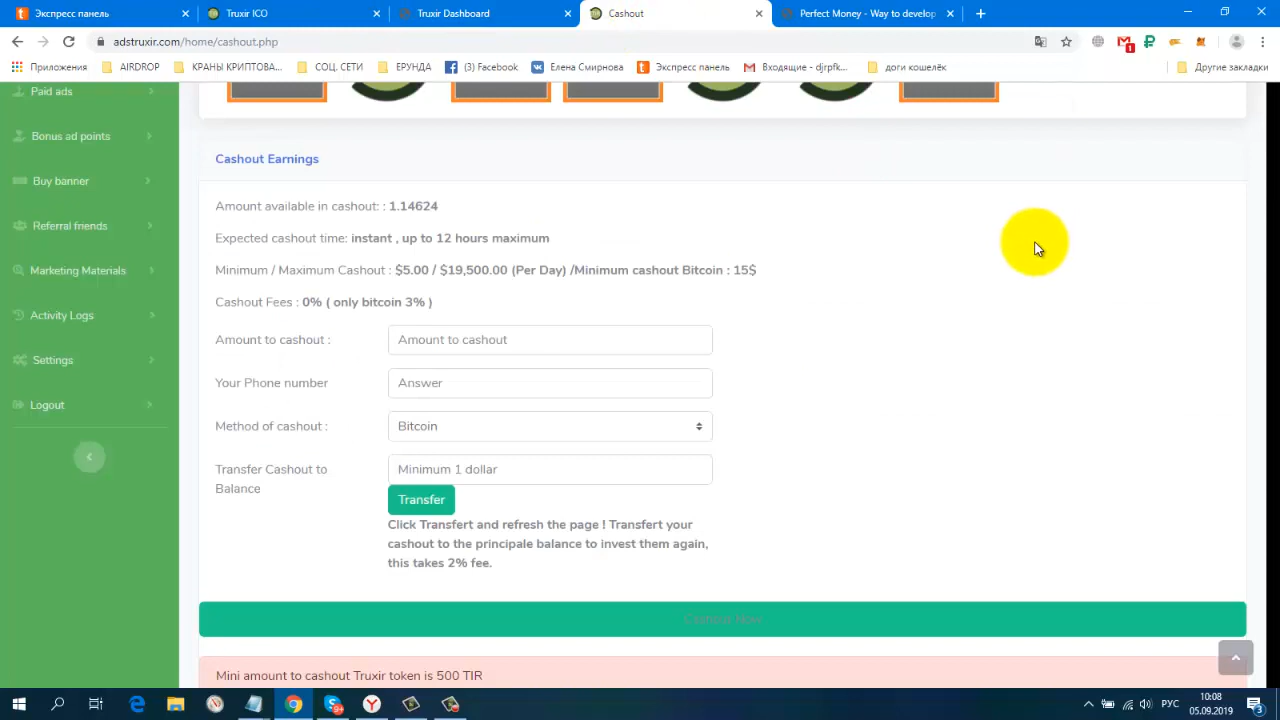 Экспресс панель
Truxir ICO
Truxir Dashboard
Cashout
Perfect Money - Way to develop
adstruxir.com/home/cashout.php
Приложения
AIRDROP
КРАНЫ КРИПТОВА...
СОЦ. СЕТИ
ЕРУНДА
(3) Facebook
Елена Смирнова
Экспресс панель
Входящие - djrpfk...
доги кошелёк
Другие закладки
Paid ads
Bonus ad points
Buy banner
Referral friends
Marketing Materials
Activity Logs
Settings
Logout
Cashout Earnings
Amount available in cashout: : 1.14624
Expected cashout time: instant , up to 12 hours maximum
Minimum / Maximum Cashout : $5.00 / $19,500.00 (Per Day) /Minimum cashout Bitcoin : 15$
Cashout Fees : 0% ( only bitcoin 3% )
Amount to cashout :
Amount to cashout
Your Phone number
Answer
Method of cashout :
Bitcoin
Transfer Cashout to
Balance
Minimum 1 dollar
Transfer
Click Transfert and refresh the page ! Transfert your
cashout to the principale balance to invest them again,
this takes 2% fee.
Cashout Now
Mini amount to cashout Truxir token is 500 TIR
РУС
10:08
05.09.2019